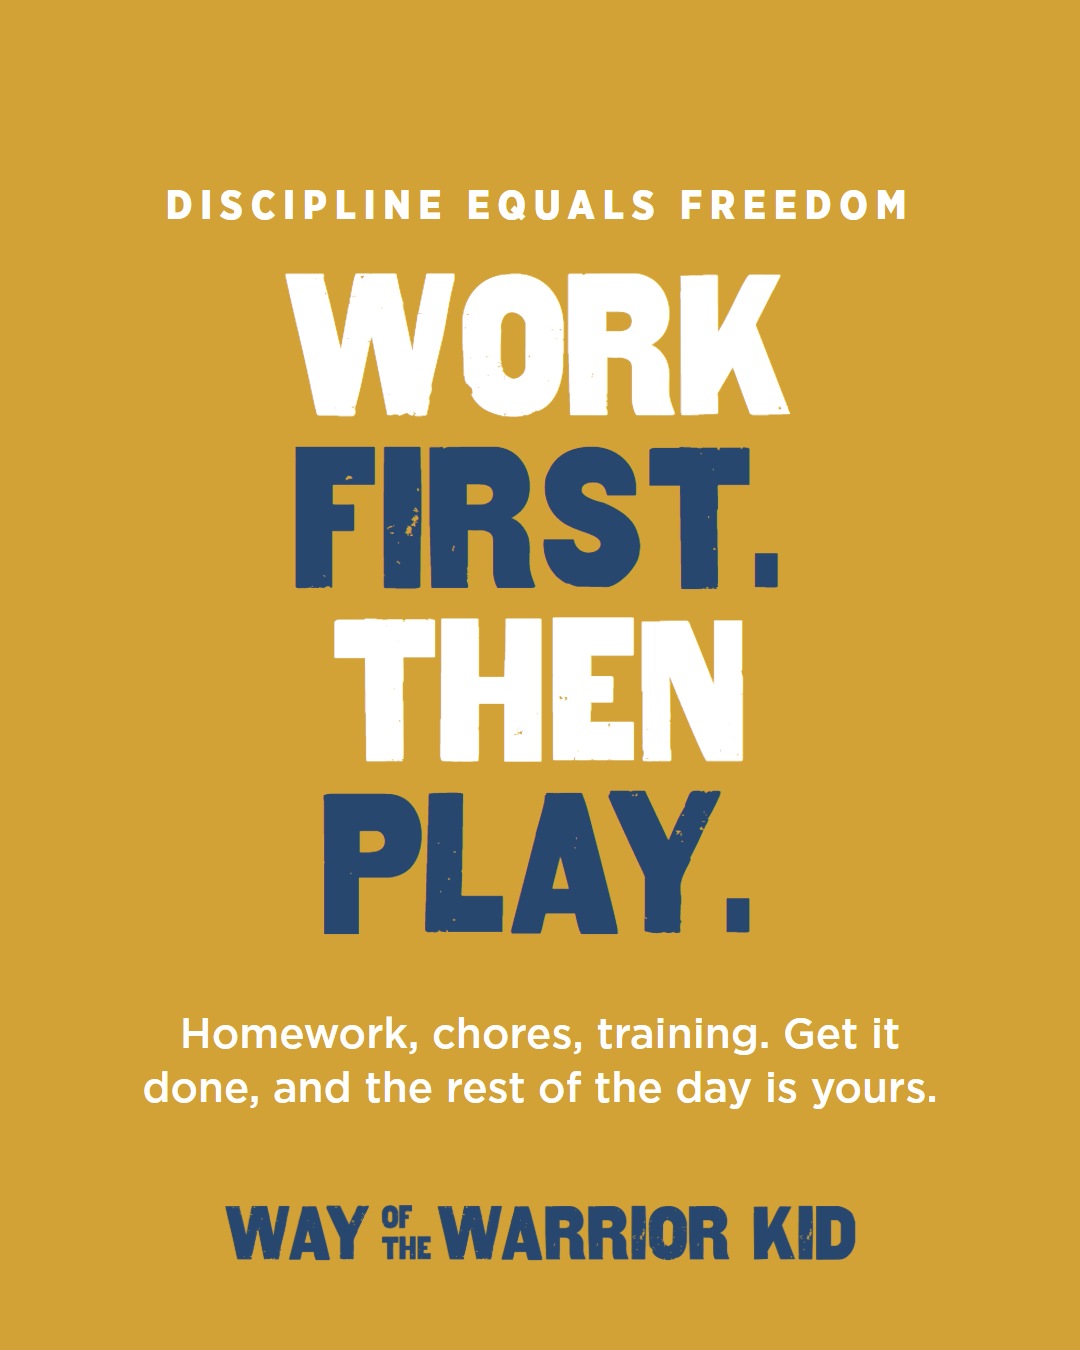 DISCIPLINE EQUALS FREEDOM
WORK
FIRST.
THEN
PLAY.
Homework, chores, training. Get it
done, and the rest of the day is yours.
WAY OF THE WARRIOR KID